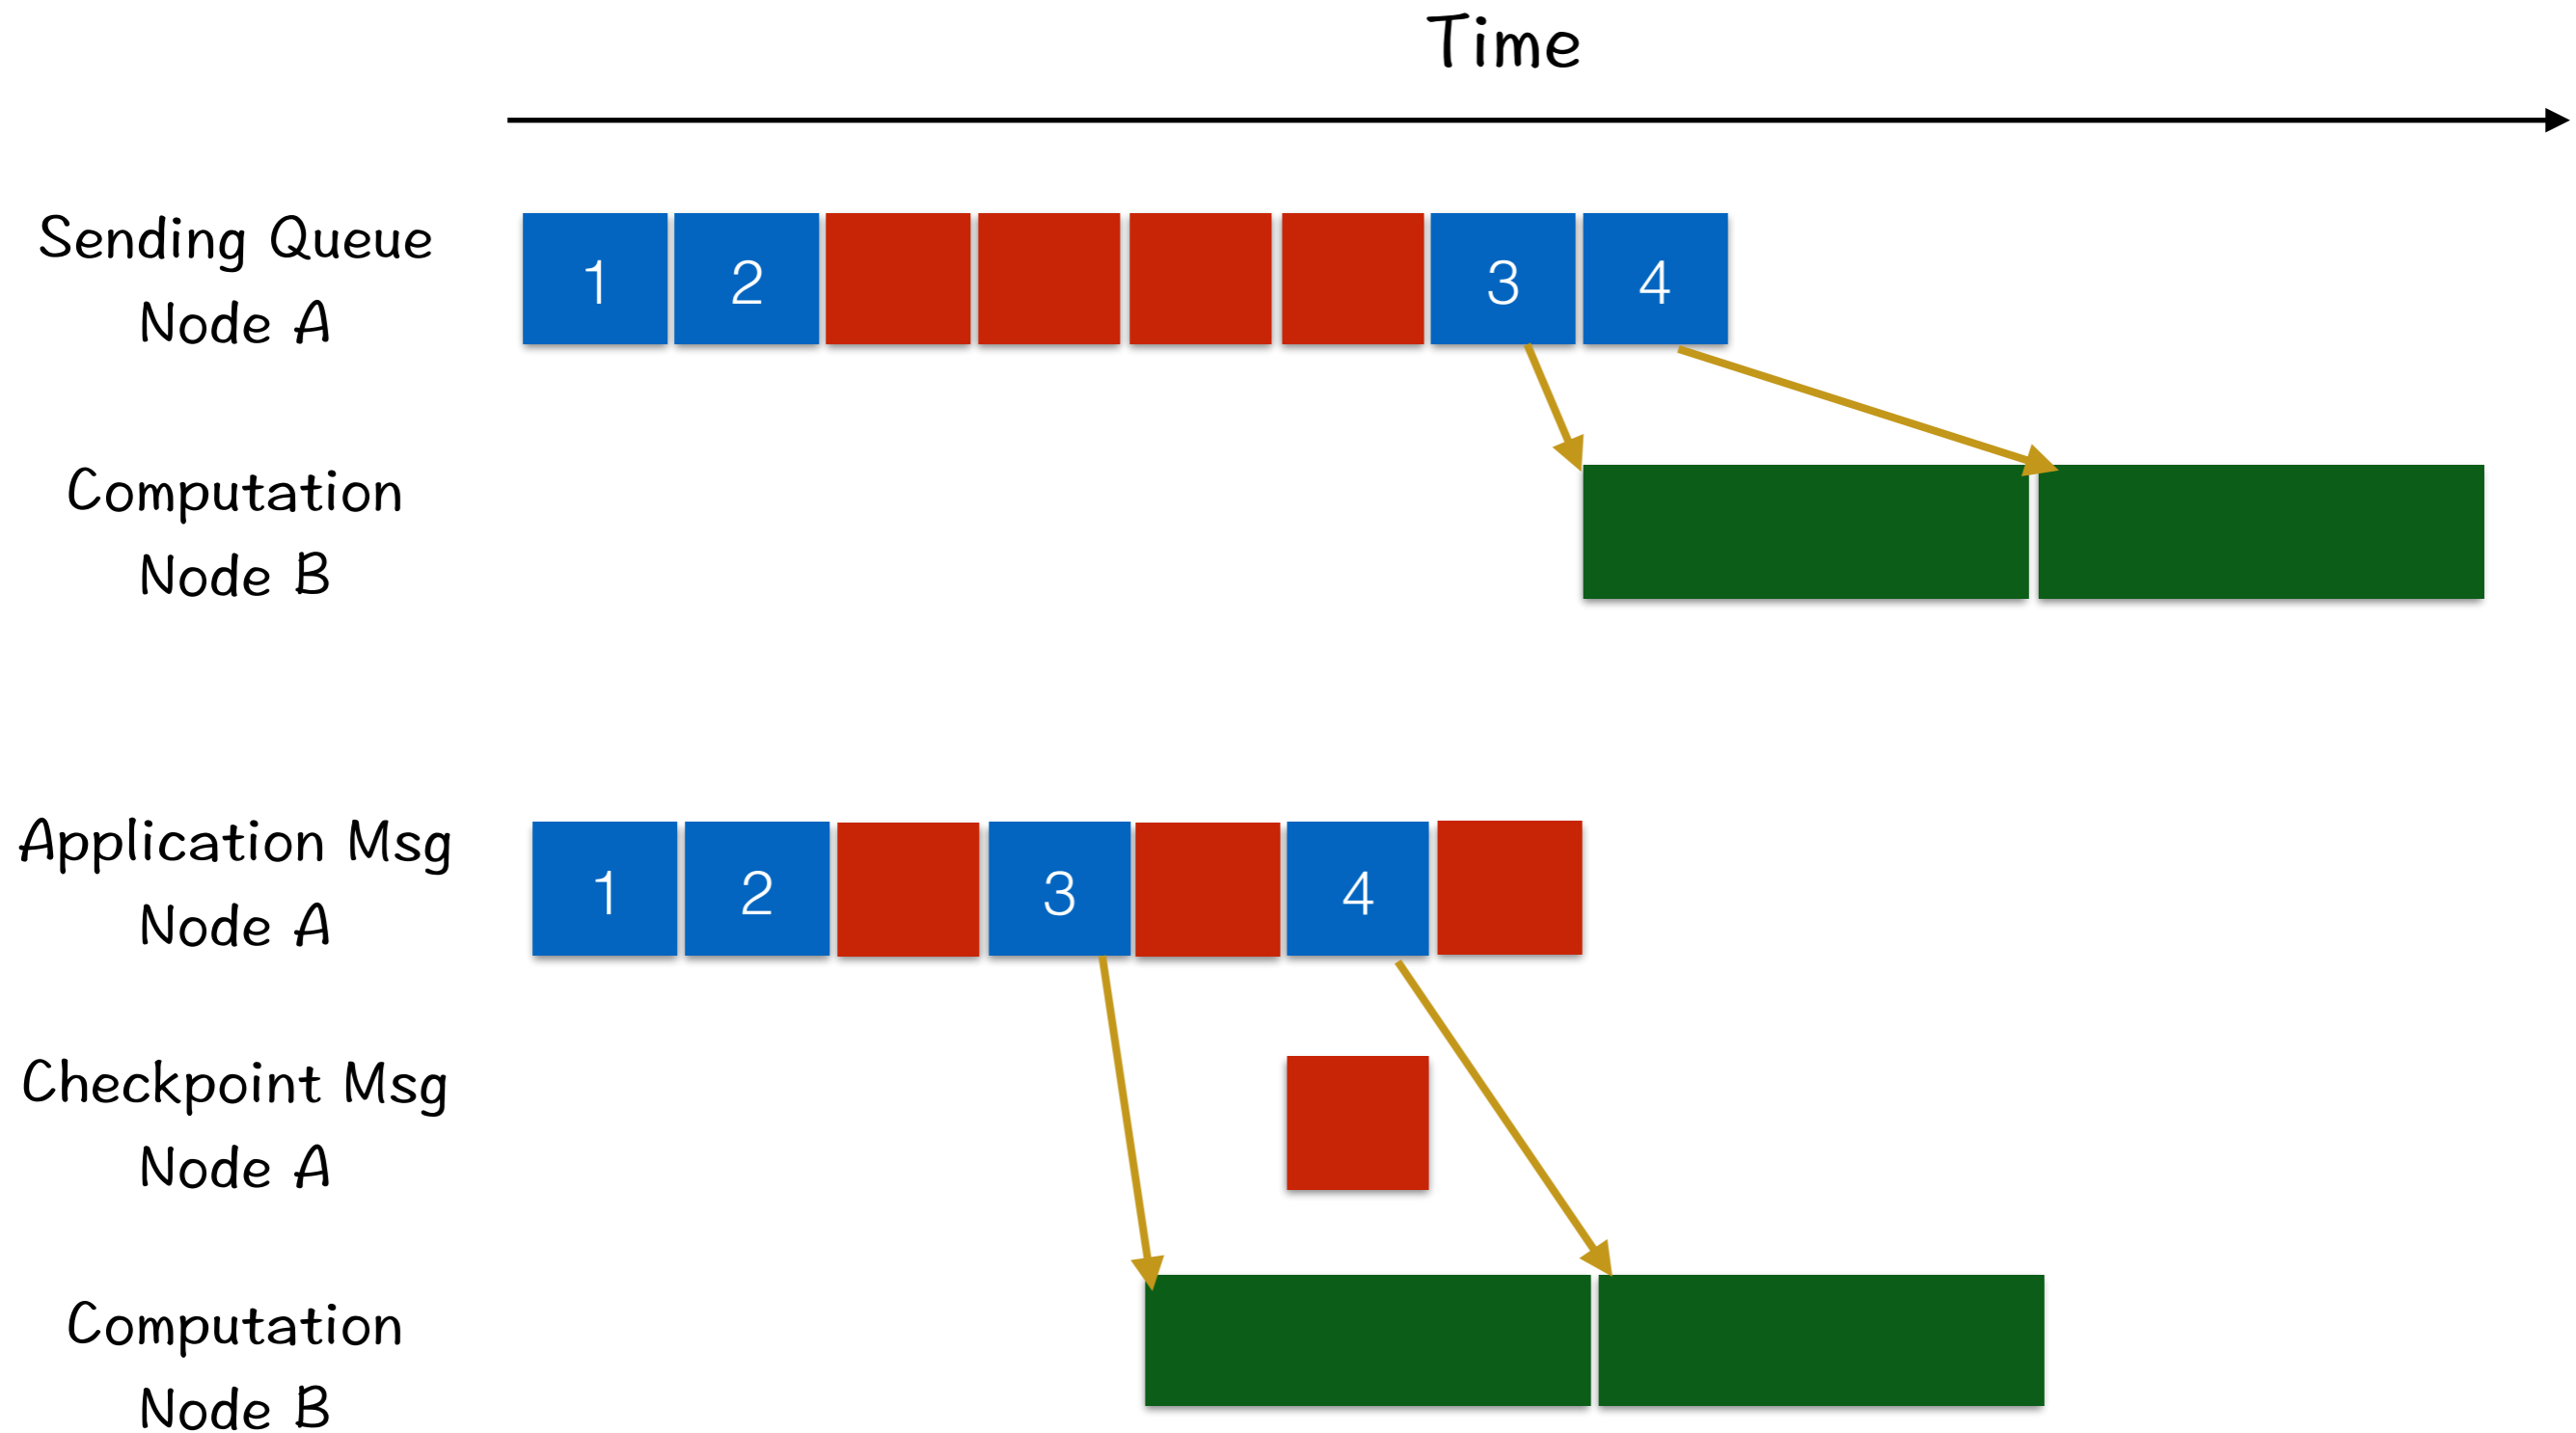 Time
Sending Queue
Node A
1 2 3 4
Computation
Node B
Application Msg
Node A
1 2 3 4
Checkpoint Msg
Node A
Computation
Node B